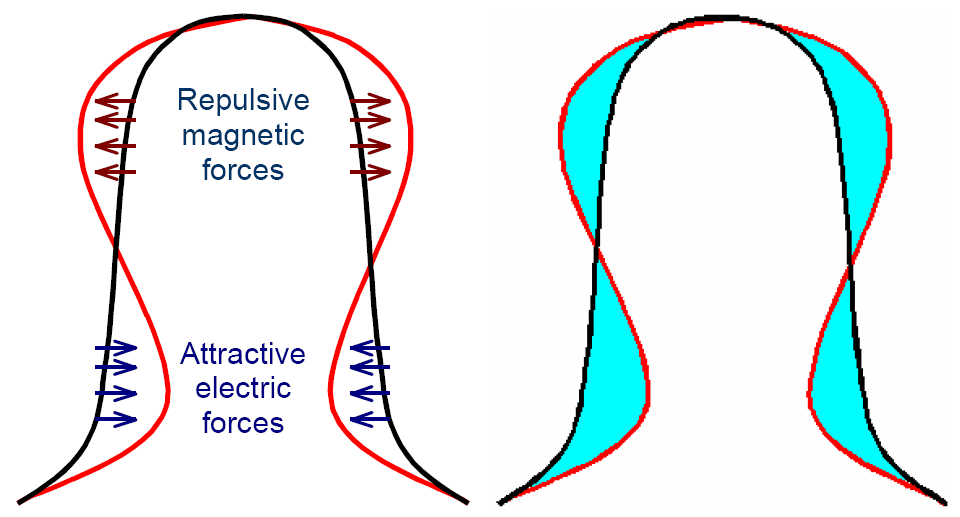 Repulsive
magnetic
forces
Attractive
electric
forces